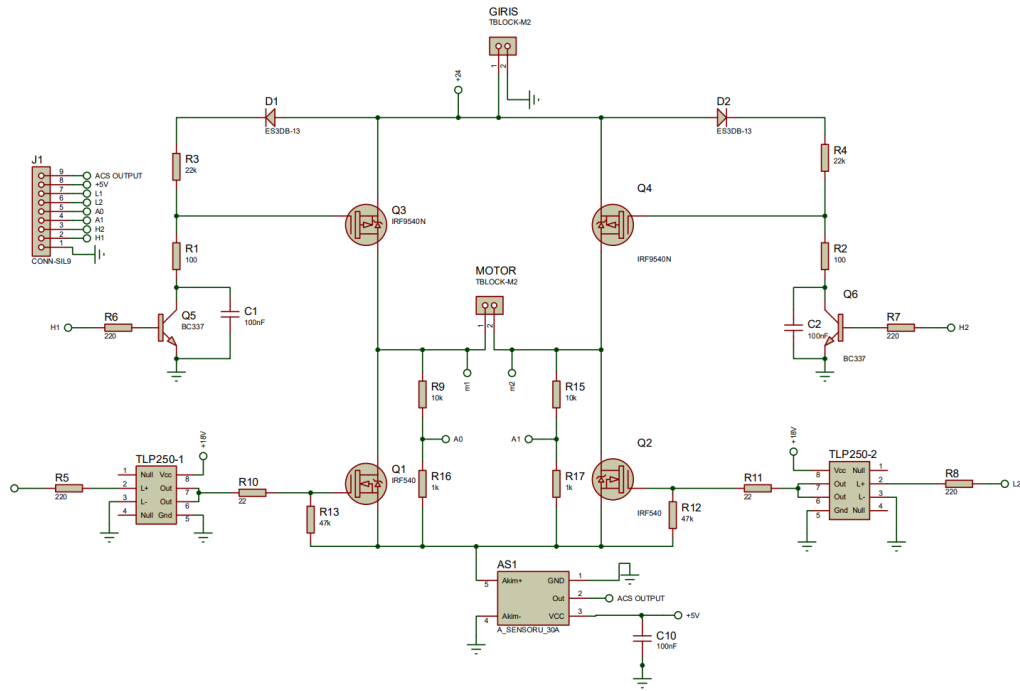 GIRIS
TBLOCK-M2
1
2
+24
D1
ES3DB-13
D2
ES3DB-13
J1
9
8
7
6
5
4
3
2
1
ACS OUTPUT
+5V
L1
L2
A0
A1
H2
H1
CONN-SIL9
R3
22k
R4
22k
Q3
IRF9540N
Q4
IRF9540N
R1
100
R2
100
MOTOR
TBLOCK-M2
1
2
H1
R6
220
Q5
BC337
C1
100nF
C2
100nF
Q6
BC337
R7
220
H2
m1
m2
R9
10k
R15
10k
A0
A1
R16
1k
R17
1k
+18V
TLP250-1
1
2
3
4
Null
L+
L-
Null
Vcc
Out
Out
Gnd
8
7
6
5
R5
220
R10
22
R13
47k
Q1
IRF540
Q2
IRF540
R12
47k
R11
22
+18V
TLP250-2
8
7
6
5
Vcc
Out
Out
Gnd
Null
L+
L-
Null
1
2
3
4
R8
220
L2
AS1
5
4
Akim+
Akim-
GND
Out
VCC
1
2
3
A_SENSORU_30A
ACS OUTPUT
+5V
C10
100nF